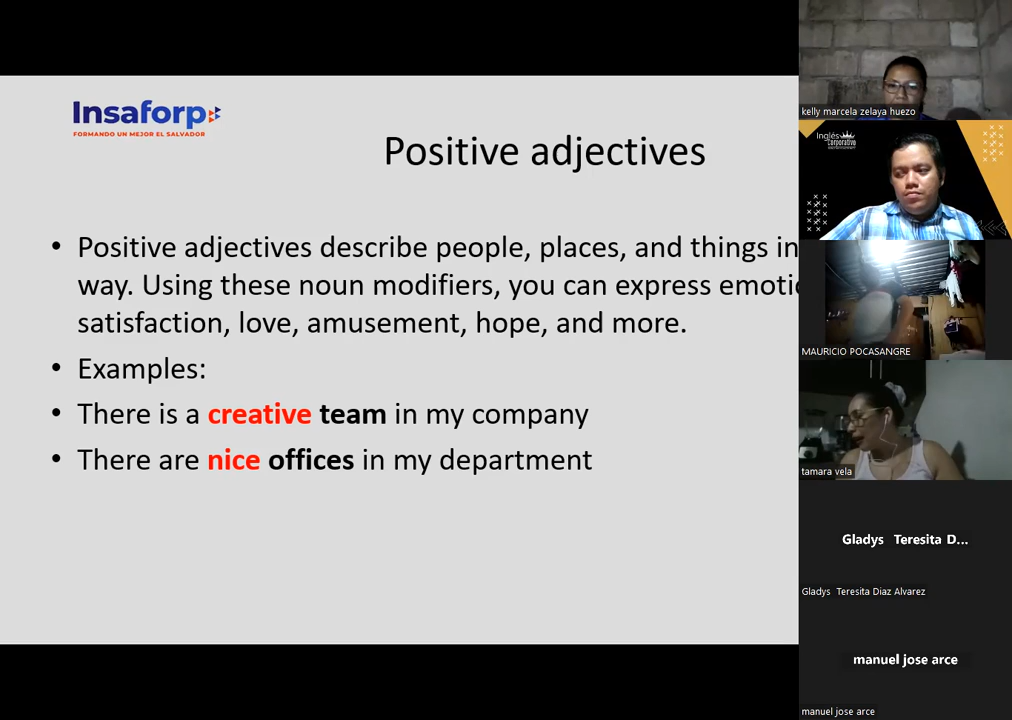 Insaforp
FORMANDO UN MEJOR EL SALVADOR
Positive adjectives
• Positive adjectives describe people, places, and things in
way. Using these noun modifiers, you can express emotio
satisfaction, love, amusement, hope, and more.
• Examples:
• There is a creative team in my company
• There are nice offices in my department
kelly marcela zelaya huezo
Inglés
Corporativo
MAURICIO POCASANGRE
tamara vela
Gladys Teresita D...
Gladys Teresita Diaz Alvarez
manuel jose arce
manuel jose arce